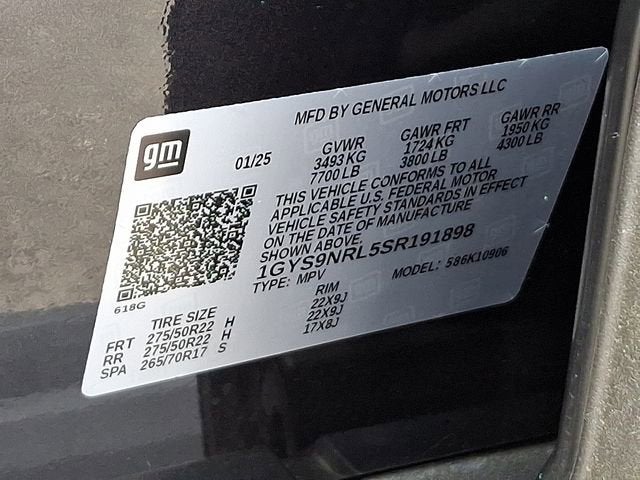 MFD BY GENERAL MOTORS LLC
gm
01/25
GVWR GAWR FRT GAWR RR
3493 KG 1724 KG 1950 KG
7700 LB 3800 LB 4300 LB
THIS VEHICLE CONFORMS TO ALL
APPLICABLE U.S. FEDERAL MOTOR
VEHICLE SAFETY STANDARDS IN EFFECT
ON THE DATE OF MANUFACTURE
SHOWN ABOVE.
1GYS9NRL5SR191898
TYPE: MPV MODEL: 586K10906
618G
TIRE SIZE RIM
FRT 275/50R22 H 22X9J
RR 275/50R22 H 22X9J
SPA 265/70R17 S 17X8J